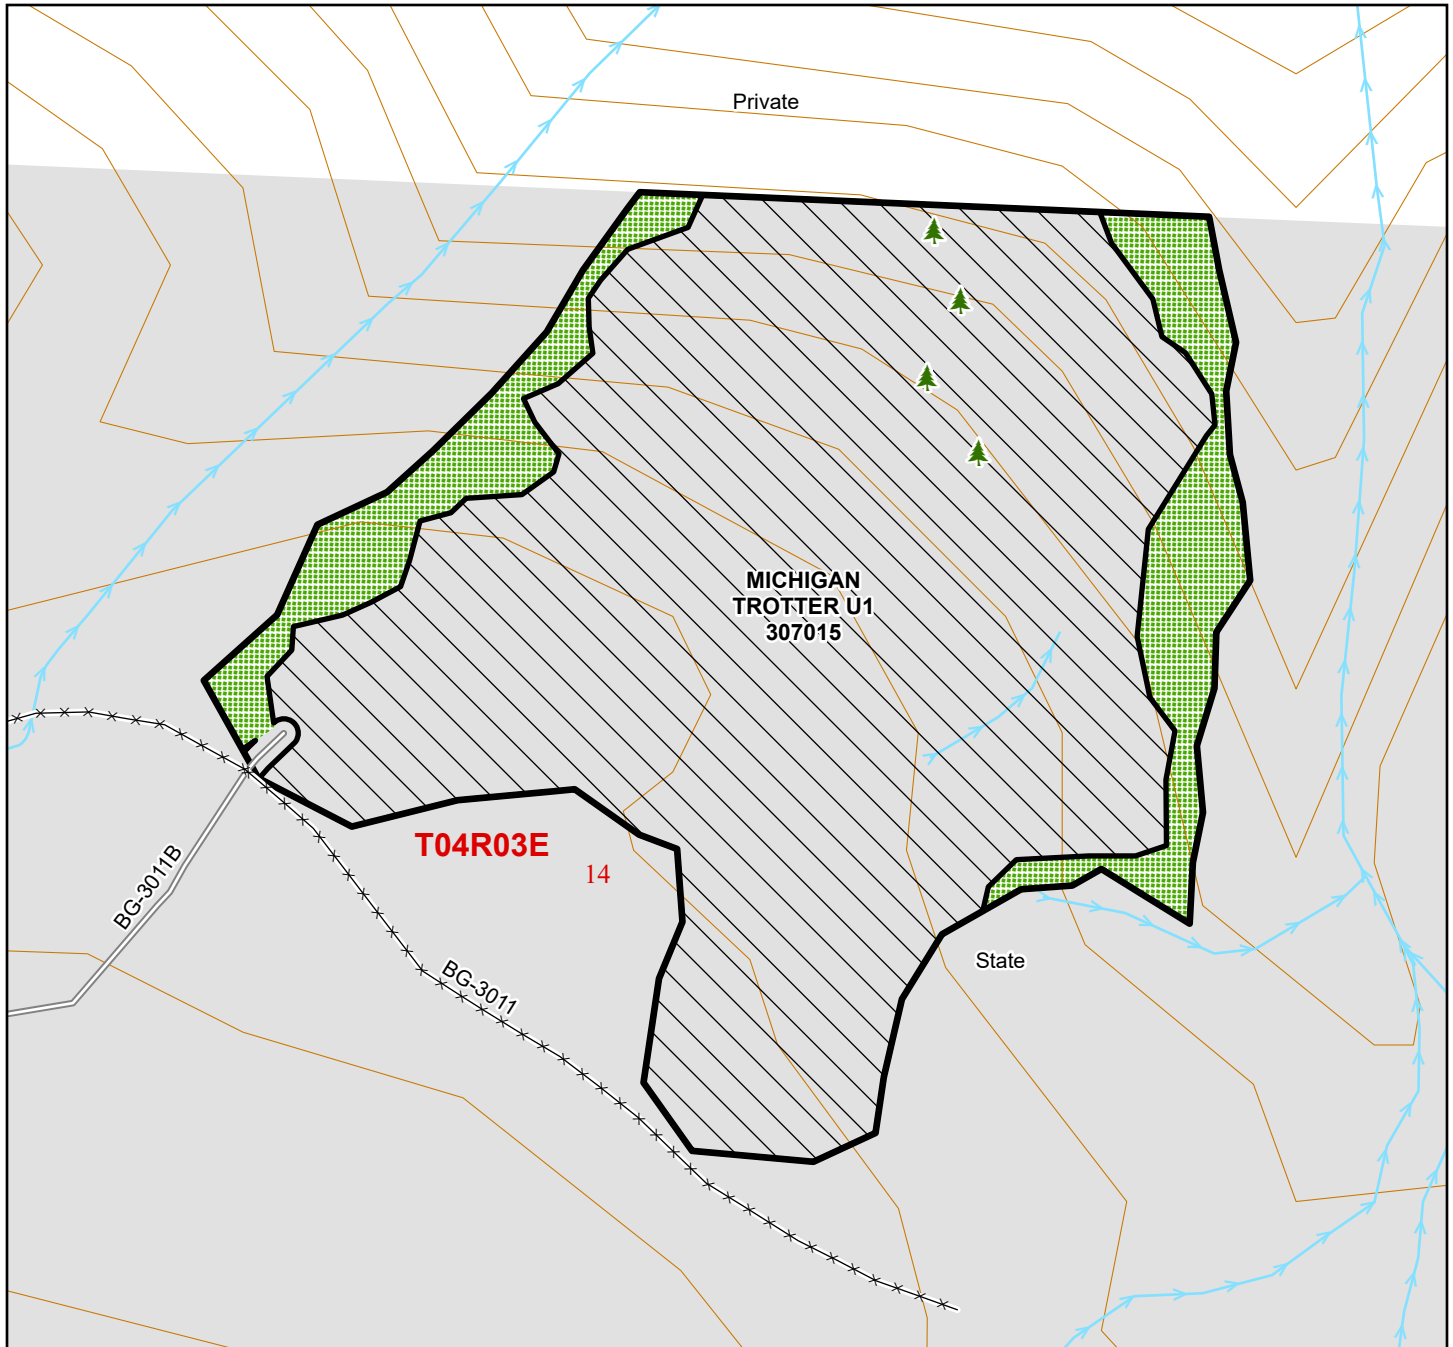 Private
MICHIGAN
TROTTER U1
307015
T04R03E
14
BG-3011B
BG-3011
State